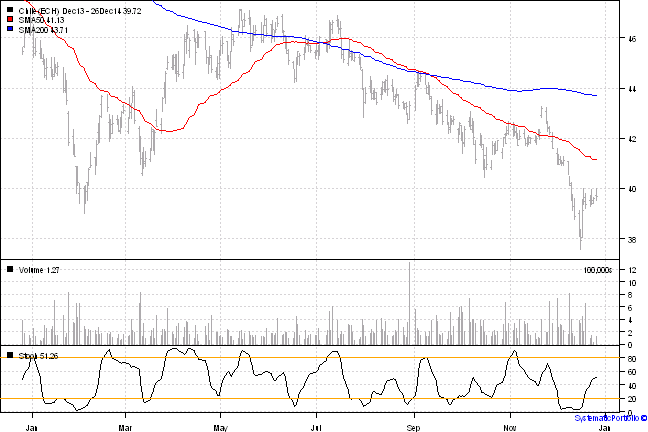 Chile(ECH) Dec13 - 26Dec14 39.72
SMA50 41.13
SMA200 43.71
46
44
42
40
38
Volume 1.27
100,000s
12
10
8
6
4
2
0
Stoch 51.26
80
60
40
20
0
Jan Mar May Jul Sep Nov Jan
SystematicPortfolio ©